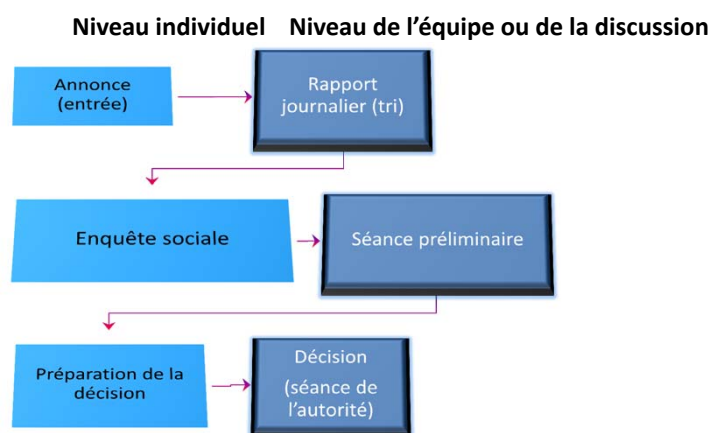 Niveau individuel Niveau de l’équipe ou de la discussion
Annonce
(entrée)
Rapport
journalier (tri)
Enquête sociale
Séance préliminaire
Préparation de la
décision
Décision
(séance de
l’autorité)